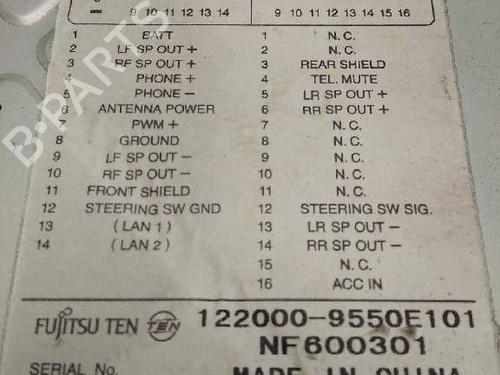 9 10 11 12 13 14
9 10 11 12 13 14 15 16
1 BATT 1 N.C.
2 LF SP OUT + 2 N.C.
3 RF SP OUT + 3 REAR SHIELD
4 PHONE + 4 TEL. MUTE
5 PHONE − 5 LR SP OUT +
6 ANTENNA POWER 6 RR SP OUT +
7 PWM + 7 N.C.
8 GROUND 8 N.C.
9 LF SP OUT − 9 N.C.
10 RF SP OUT − 10 N.C.
11 FRONT SHIELD 11 N.C.
12 STEERING SW GND 12 STEERING SW SIG.
13 ( LAN 1 ) 13 LR SP OUT −
14 ( LAN 2 ) 14 RR SP OUT −
15 N.C.
16 ACC IN
FUJITSU TEN TEN 122000-9550E101
NF600301
SERIAL No. MADE IN CHINA
B-PARTS